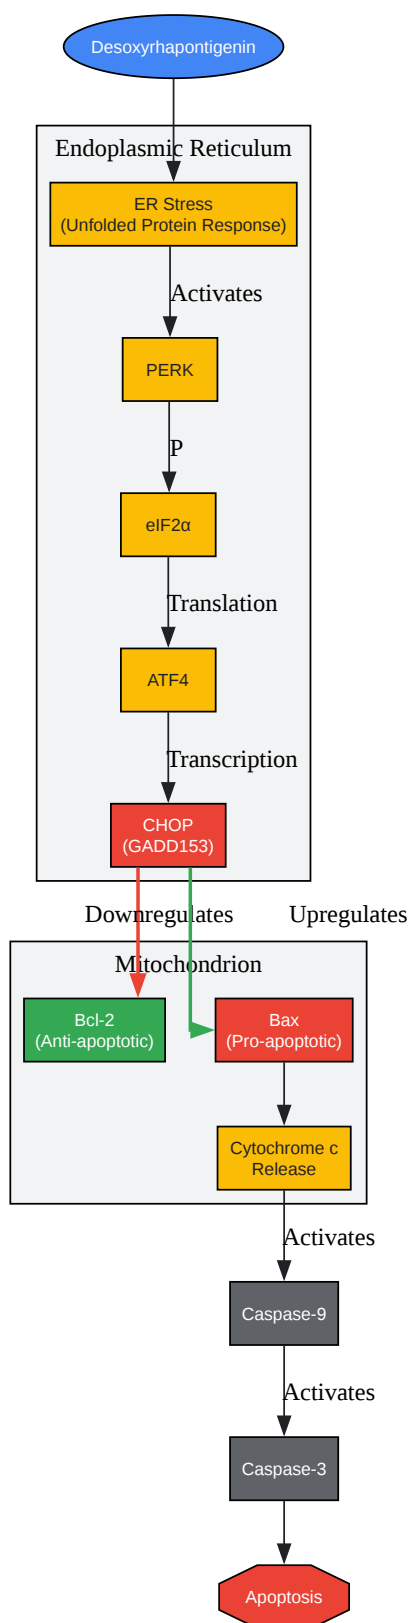 Desoxyrhapontigenin
Endoplasmic Reticulum
ER Stress
(Unfolded Protein Response)
Activates
PERK
P
eIF2α
Translation
ATF4
Transcription
CHOP
(GADD153)
Downregulates
Upregulates
Mitochondrion
Bcl-2
(Anti-apoptotic)
Bax
(Pro-apoptotic)
Cytochrome c
Release
Activates
Caspase-9
Activates
Caspase-3
Apoptosis